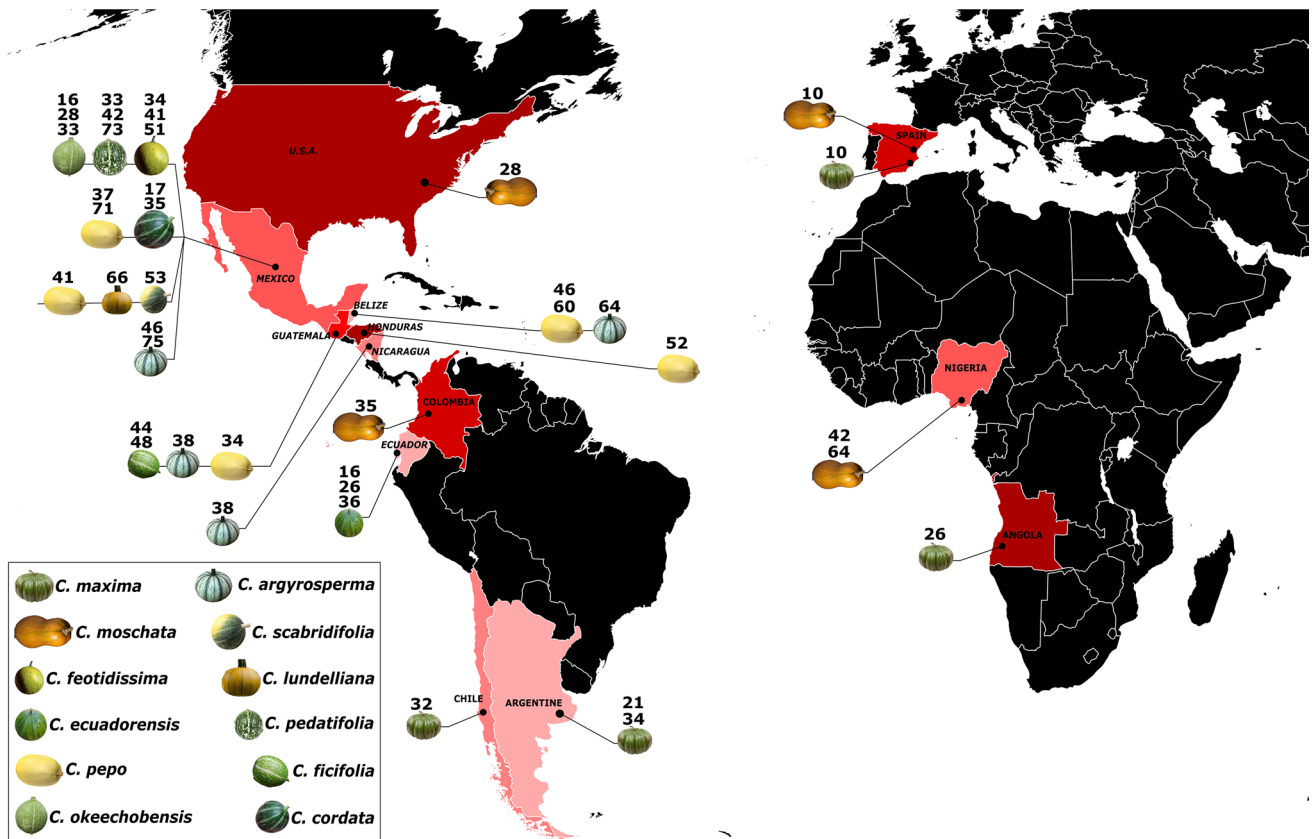 16
28
33
33
42
73
34
41
51
37
71
17
35
41
66
53
46
75
U.S.A.
28
MEXICO
BELIZE
GUATEMALA
HONDURAS
NICARAGUA
46
60
64
52
44
48
38
34
38
35
COLOMBIA
ECUADOR
16
26
36
32
CHILE
ARGENTINE
21
34
10
SPAIN
10
NIGERIA
42
64
26
ANGOLA
C. maxima
C. argyrosperma
C. moschata
C. scabridifolia
C. feotidissima
C. lundelliana
C. ecuadorensis
C. pedatifolia
C. pepo
C. ficifolia
C. okeechobensis
C. cordata